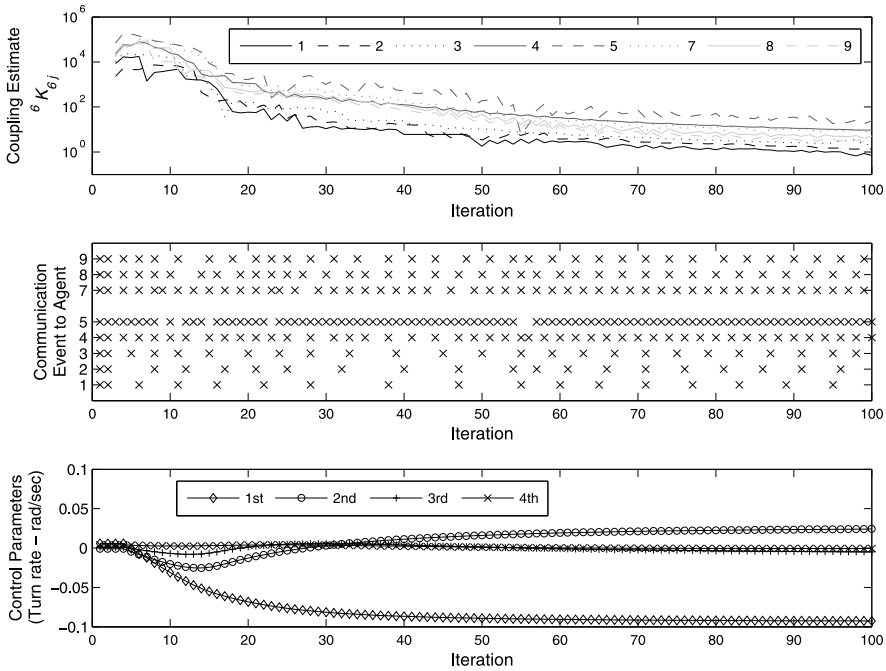 10^6
10^4
10^2
10^0
Coupling Estimate
^6K_{6j}
1 2 3 4 5 7 8 9
0 10 20 30 40 50 60 70 80 90 100
Iteration
9
8
7
5
4
3
2
1
Communication
Event to Agent
0 10 20 30 40 50 60 70 80 90 100
Iteration
0.1
0.05
0
−0.05
−0.1
Control Parameters
(Turn rate − rad/sec)
1st 2nd 3rd 4th
0 10 20 30 40 50 60 70 80 90 100
Iteration